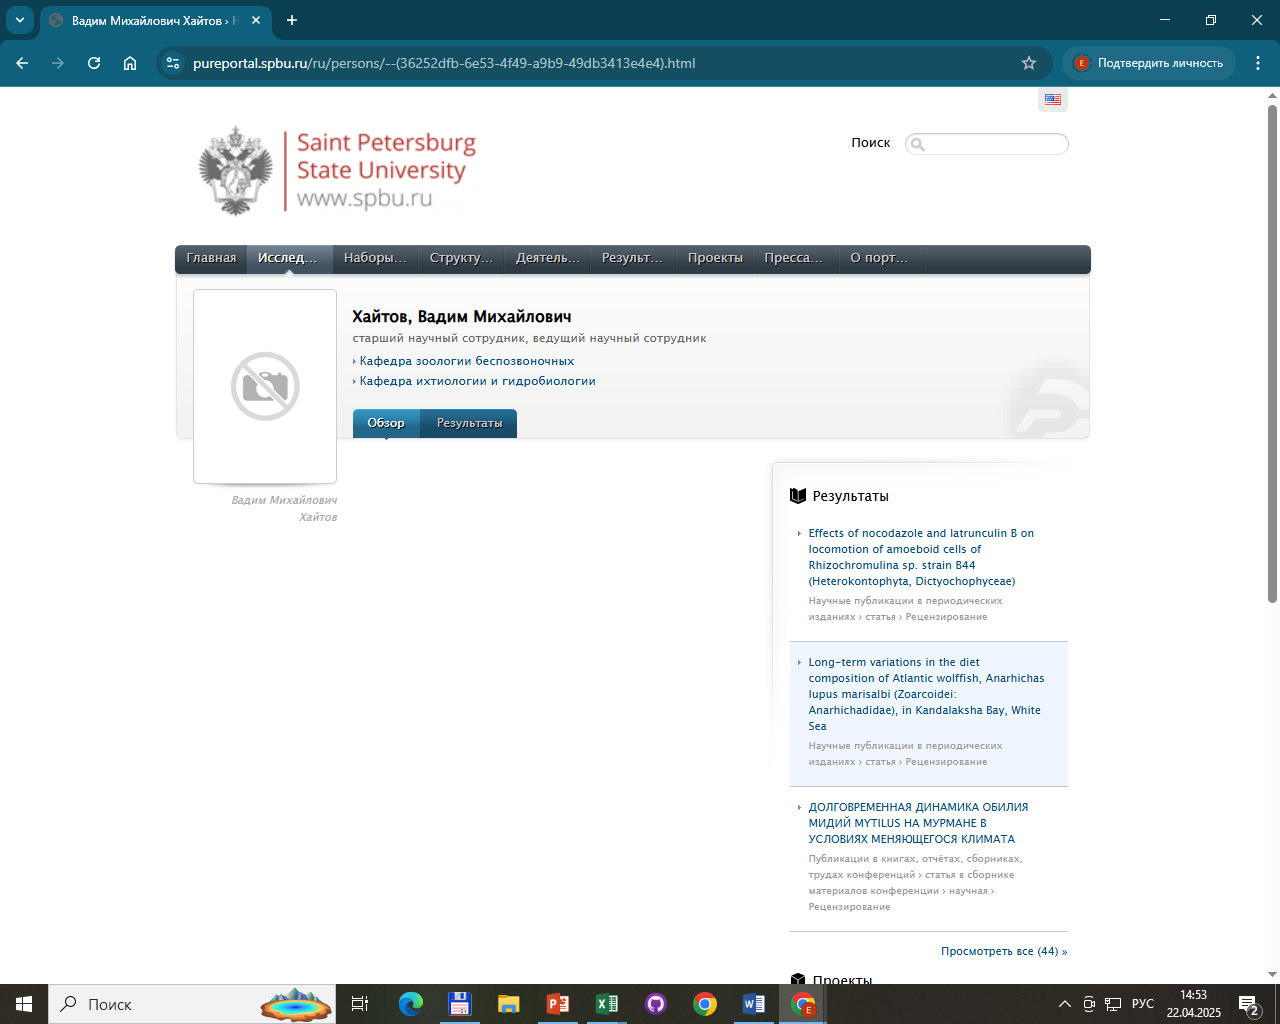 Вадим Михайлович Хайтов ›
pureportal.spbu.ru/ru/persons/--(36252dfb-6e53-4f49-a9b9-49db3413e4e4).html
E
Подтвердить личность
Saint Petersburg
State University
www.spbu.ru
Поиск
Главная
Исслед...
Наборы...
Структу...
Деятель...
Результ...
Проекты
Пресса...
О порт...
Хайтов, Вадим Михайлович
старший научный сотрудник, ведущий научный сотрудник
Кафедра зоологии беспозвоночных
Кафедра ихтиологии и гидробиологии
Обзор
Результаты
Вадим Михайлович
Хайтов
Результаты
Effects of nocodazole and latrunculin B on
locomotion of amoeboid cells of
Rhizochromulina sp. strain B44
(Heterokontophyta, Dictyochophyceae)
Научные публикации в периодических
изданиях › статья › Рецензирование
Long-term variations in the diet
composition of Atlantic wolffish, Anarhichas
lupus marisalbi (Zoarcoidei:
Anarhichadidae), in Kandalaksha Bay, White
Sea
Научные публикации в периодических
изданиях › статья › Рецензирование
ДОЛГОВРЕМЕННАЯ ДИНАМИКА ОБИЛИЯ
МИДИЙ MYTILUS НА МУРМАНЕ В
УСЛОВИЯХ МЕНЯЮЩЕГОСЯ КЛИМАТА
Публикации в книгах, отчётах, сборниках,
трудах конференций › статья в сборнике
материалов конференции › научная ›
Рецензирование
Просмотреть все (44) »
Проекты
Поиск
РУС
14:53
22.04.2025
2